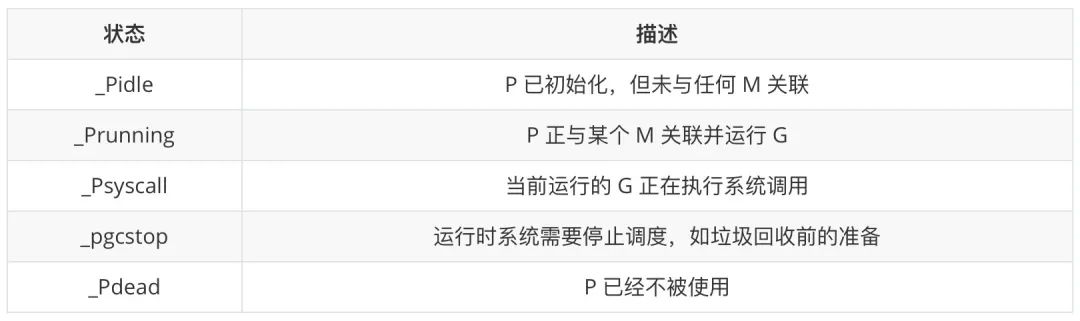 状态 描述
_Pidle P 已初始化，但未与任何 M 关联
_Prunning P 正与某个 M 关联并运行 G
_Psyscall 当前运行的 G 正在执行系统调用
_pgcstop 运行时系统需要停止调度，如垃圾回收前的准备
_Pdead P 已经不被使用